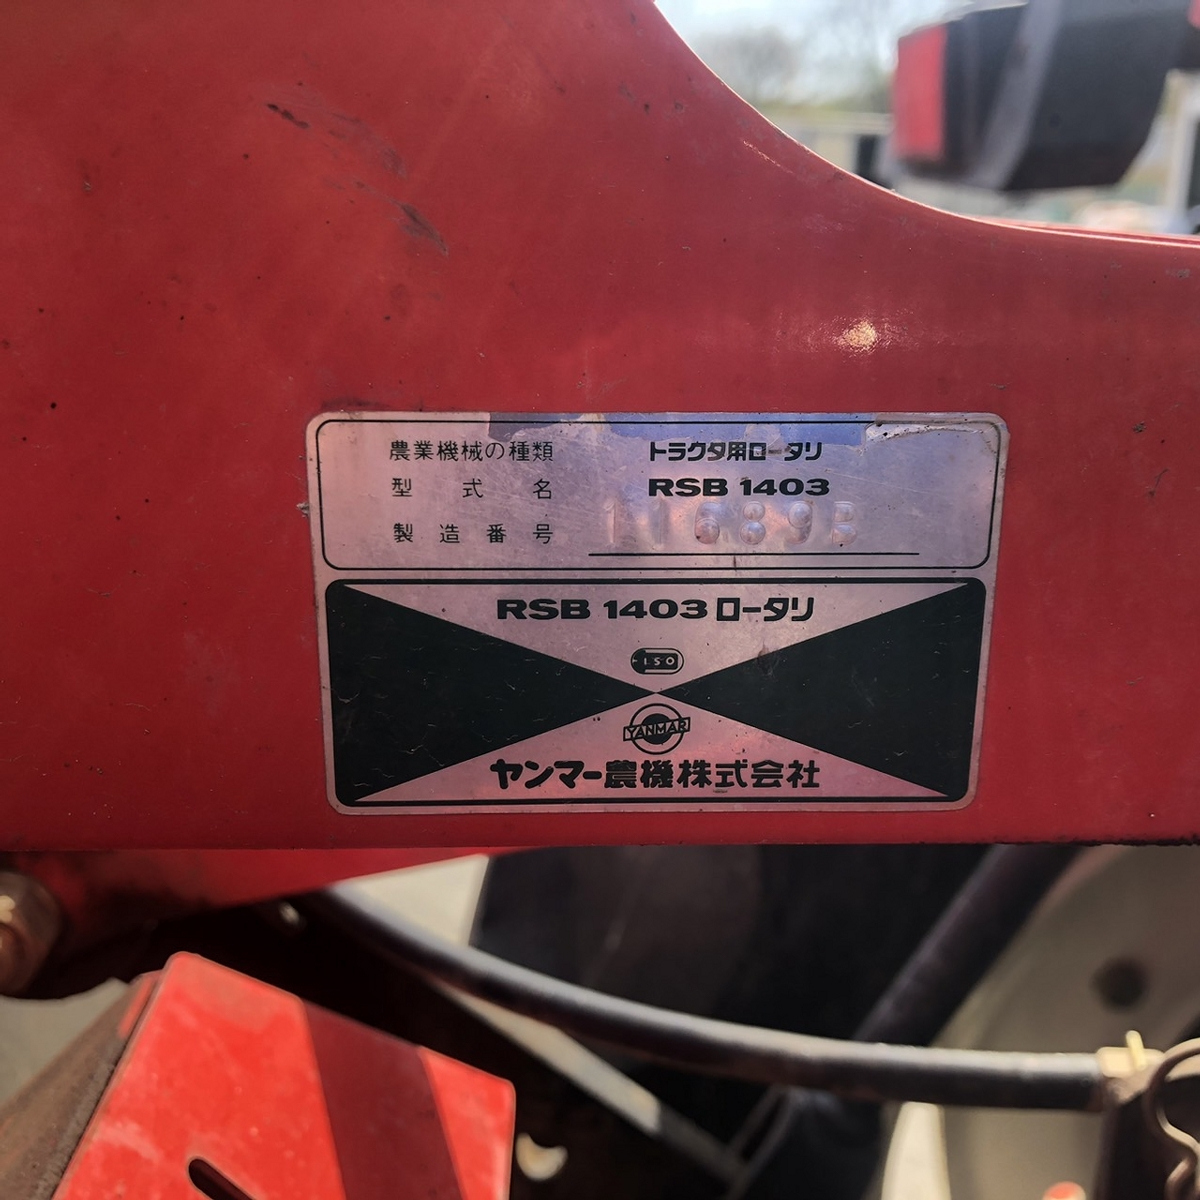 農業機械の種類 トラクタ用ロータリ
型式名 RSB 1403
製造番号 11689B
RSB 1403 ロータリ
ISO
YANMAR
ヤンマー農機株式会社